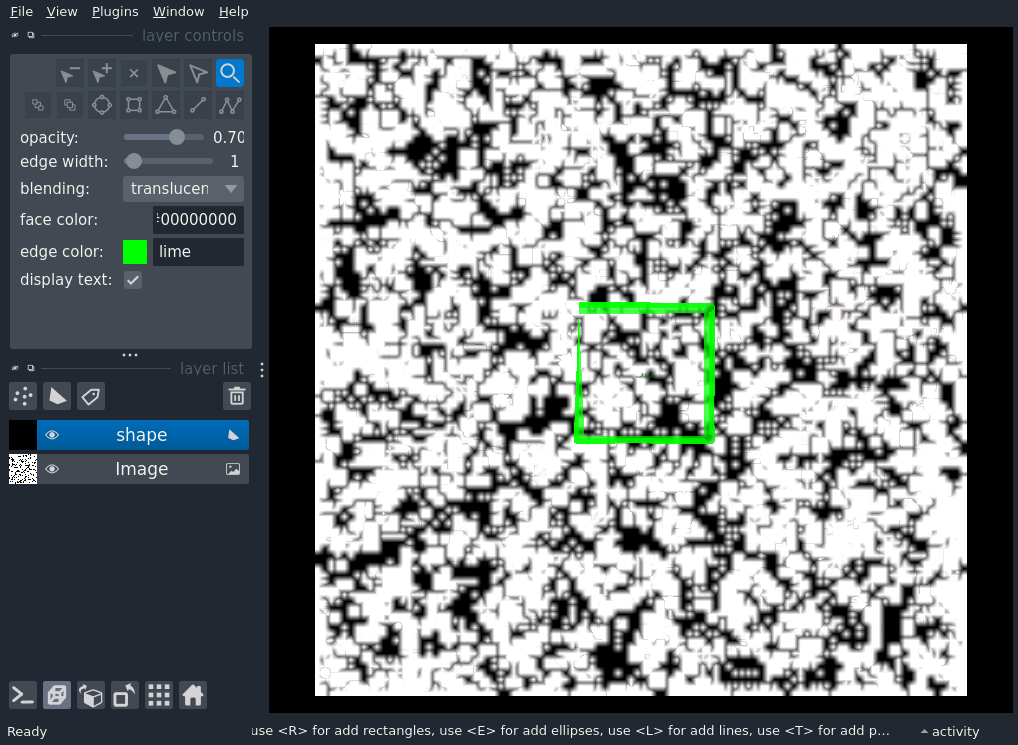 File View Plugins Window Help
layer controls
opacity: 0.70
edge width: 1
blending: translucen
face color: 00000000
edge color: lime
display text:
layer list
shape
Image
Ready use <R> for add rectangles, use <E> for add ellipses, use <L> for add lines, use <T> for add p... activity